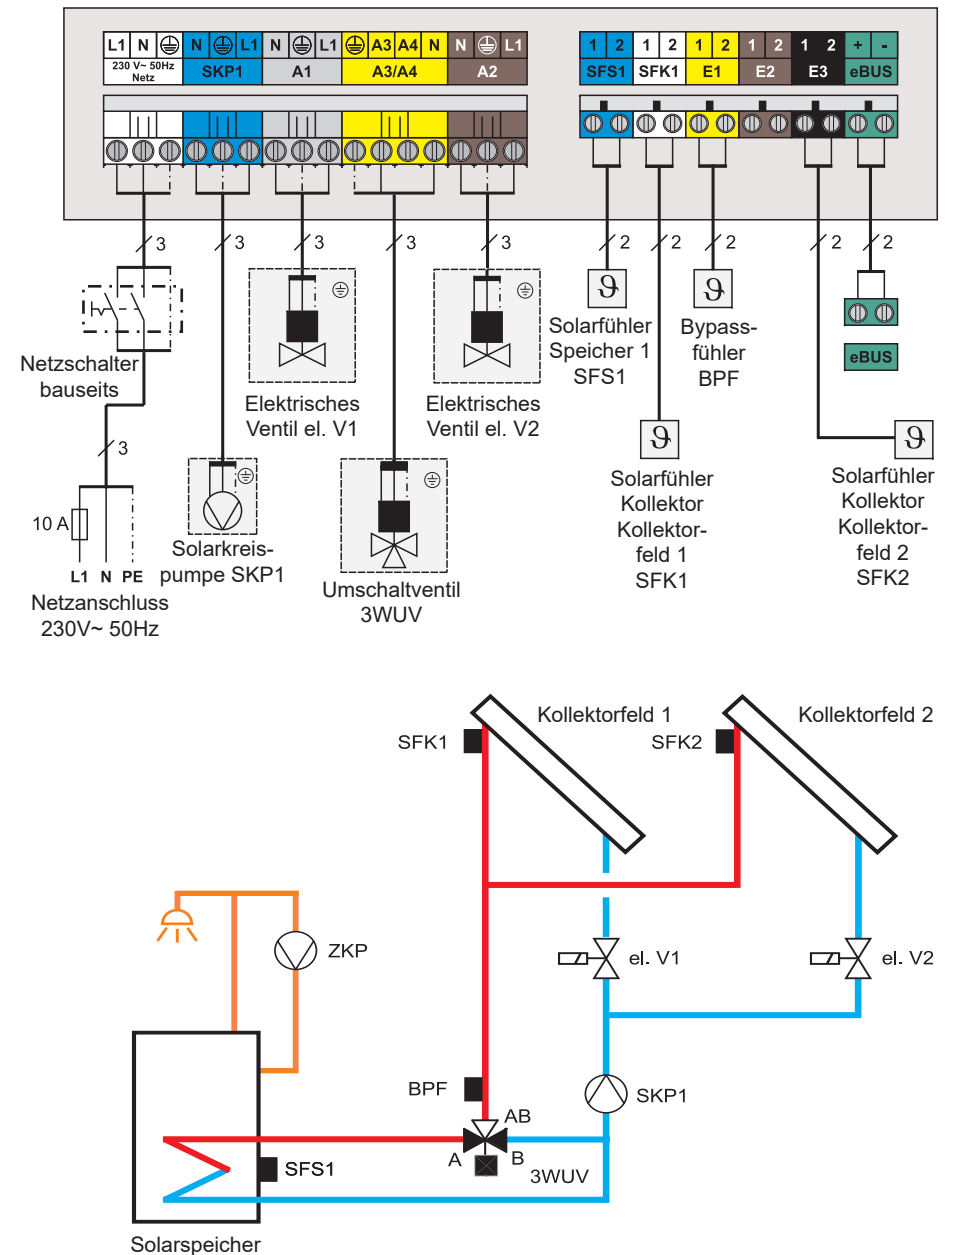 L1 N SKP1 N L1 N L1 A3 A4 N N L1
230 V~ 50Hz
Netz
SKP1
A1
A3/A4
A2
1 2 1 2 1 2 1 2 1 2 + -
SFS1 SFK1 E1 E2 E3 eBUS
3 3 3 3 3 2 2 2 2 2
Netzschalter
bauseits
3
10 A
L1 N PE
Netzanschluss
230V~ 50Hz
Solarkreis-
pumpe SKP1
Elektrisches
Ventil el. V1
Umschaltventil
3WUV
Elektrisches
Ventil el. V2
ϑ
Solarfühler
Speicher 1
SFS1
ϑ
Bypass-
fühler
BPF
eBUS
ϑ
Solarfühler
Kollektor
Kollektor-
feld 1
SFK1
ϑ
Solarfühler
Kollektor
Kollektor-
feld 2
SFK2
Kollektorfeld 1
Kollektorfeld 2
SFK1
SFK2
ZKP
el. V1
el. V2
BPF
SKP1
AB
A
B
3WUV
SFS1
Solarspeicher